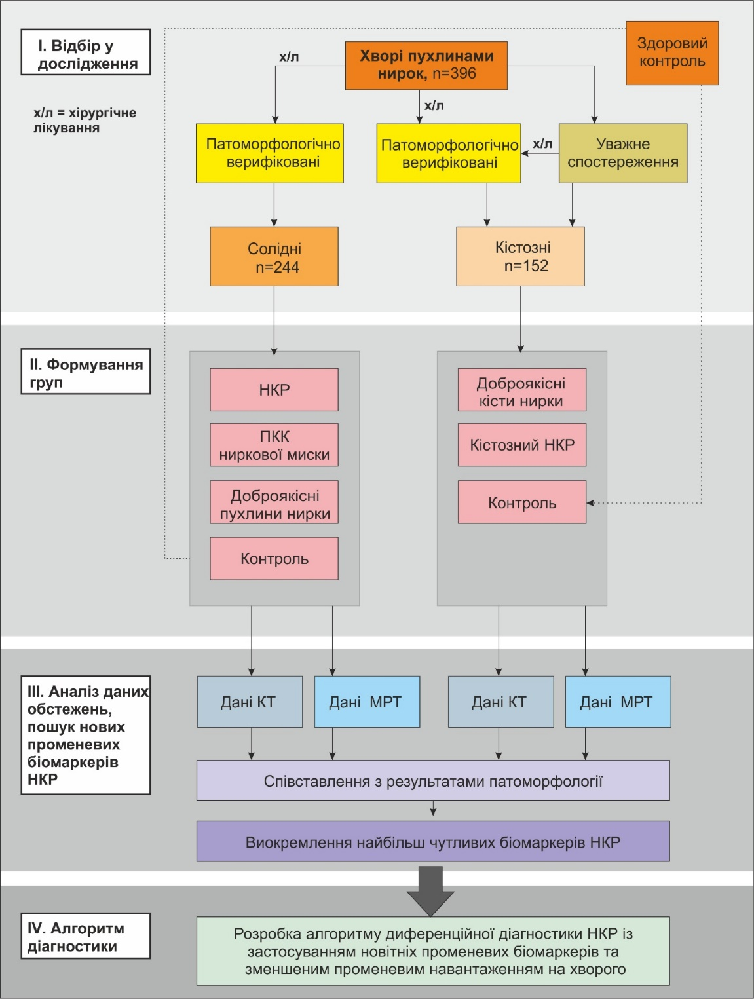 І. Відбір у
дослідження
х/л = хірургічне
лікування
х/л
Хворі пухлинами
нирок, n=396
Здоровий
контроль
х/л
Патоморфологічно
верифіковані
Патоморфологічно
верифіковані
х/л
Уважне
спостереження
Солідні
n=244
Кістозні
n=152
ІІ. Формування
груп
НКР
ПКК
ниркової миски
Доброякісні
пухлини нирки
Контроль
Доброякісні
кісти нирки
Кістозний НКР
Контроль
ІІІ. Аналіз даних
обстежень,
пошук нових
променевих
біомаркерів
НКР
Дані КТ
Дані МРТ
Дані КТ
Дані МРТ
Співставлення з результатами патоморфології
Виокремлення найбільш чутливих біомаркерів НКР
IV. Алгоритм
діагностики
Розробка алгоритму диференційної діагностики НКР із
застосуванням новітніх променевих біомаркерів та
зменшеним променевим навантаженням на хворого